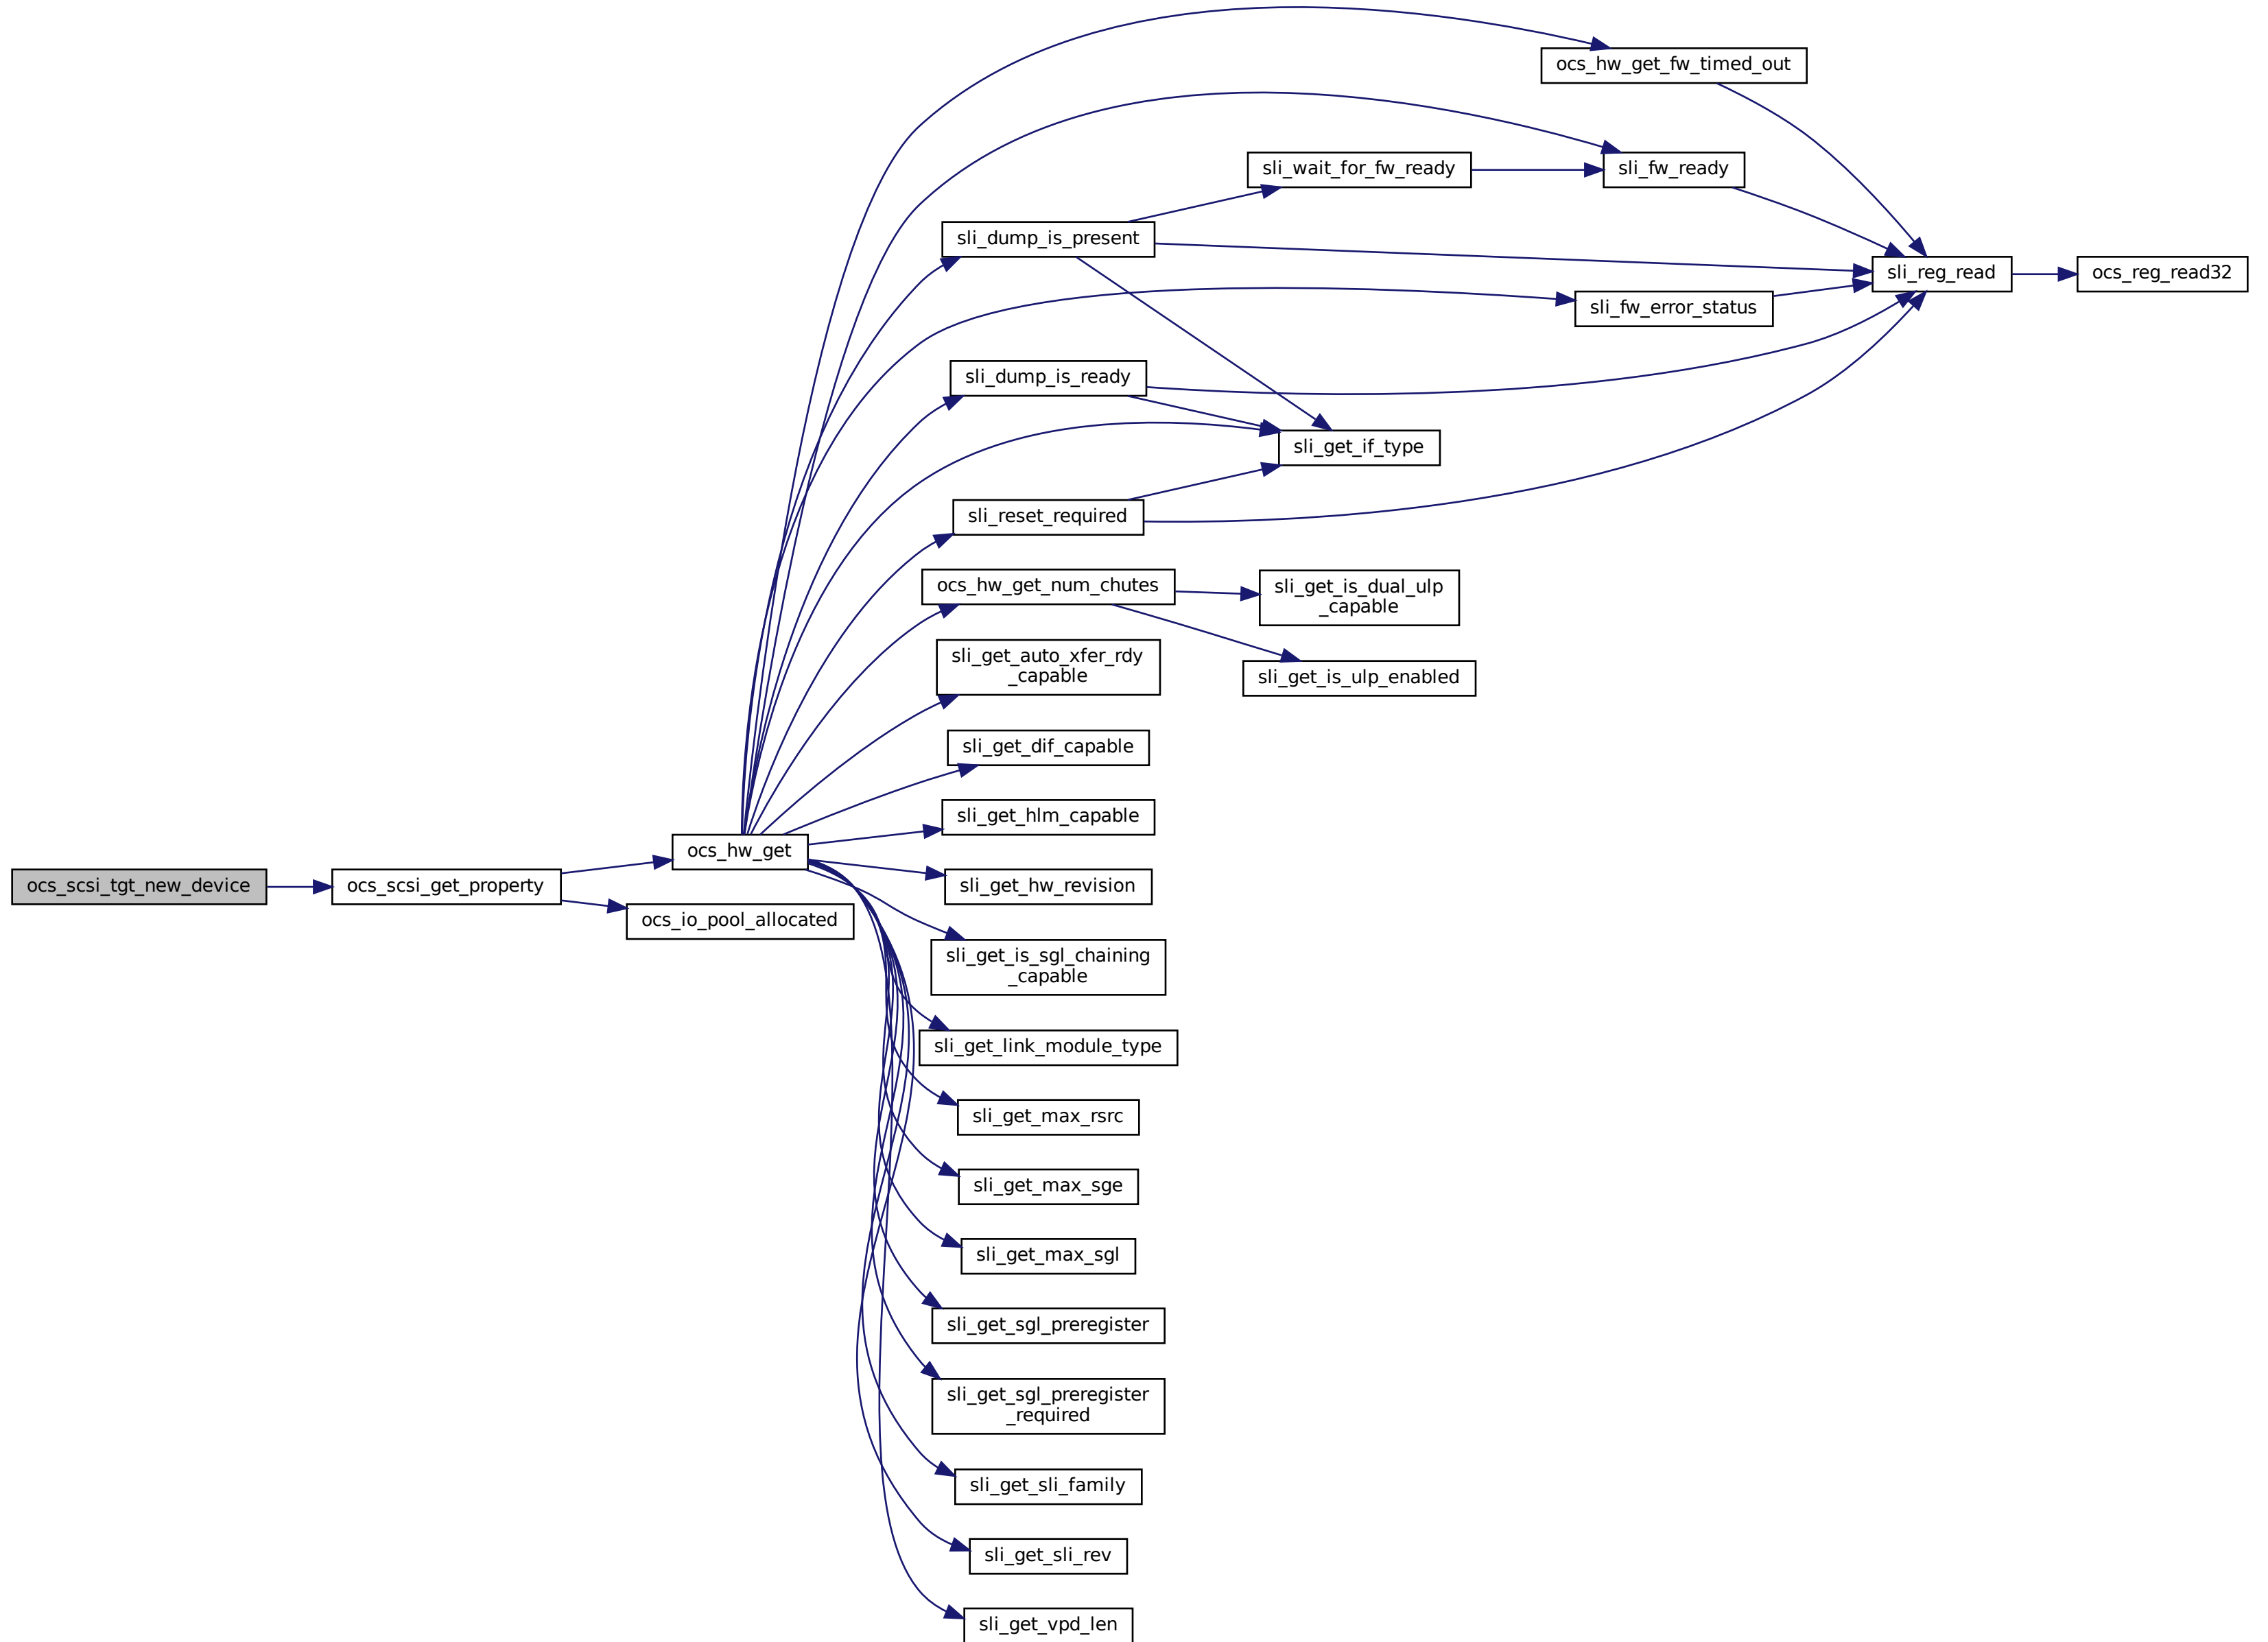 ocs_hw_get_fw_timed_out
sli_wait_for_fw_ready
sli_fw_ready
sli_dump_is_present
sli_reg_read
ocs_reg_read32
sli_fw_error_status
sli_dump_is_ready
sli_get_if_type
sli_reset_required
ocs_hw_get_num_chutes
sli_get_is_dual_ulp
_capable
sli_get_auto_xfer_rdy
_capable
sli_get_is_ulp_enabled
sli_get_dif_capable
sli_get_hlm_capable
ocs_hw_get
ocs_scsi_tgt_new_device
ocs_scsi_get_property
sli_get_hw_revision
ocs_io_pool_allocated
sli_get_is_sgl_chaining
_capable
sli_get_link_module_type
sli_get_max_rsrc
sli_get_max_sge
sli_get_max_sgl
sli_get_sgl_preregister
sli_get_sgl_preregister
_required
sli_get_sli_family
sli_get_sli_rev
sli_get_vpd_len